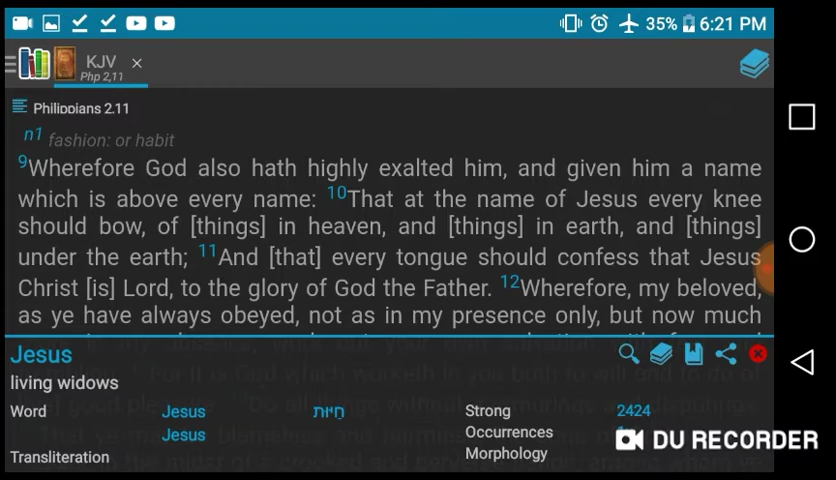 35% 6:21 PM
KJV
Php 2,11
Philippians 2.11
n1 fashion: or habit
9Wherefore God also hath highly exalted him, and given him a name
which is above every name: 10That at the name of Jesus every knee
should bow, of [things] in heaven, and [things] in earth, and [things]
under the earth; 11And [that] every tongue should confess that Jesus
Christ [is] Lord, to the glory of God the Father. 12Wherefore, my beloved,
as ye have always obeyed, not as in my presence only, but now much
Jesus
living widows
Word Jesus חַיּוּת Strong 2424
Jesus Occurrences
Transliteration Morphology
DU RECORDER